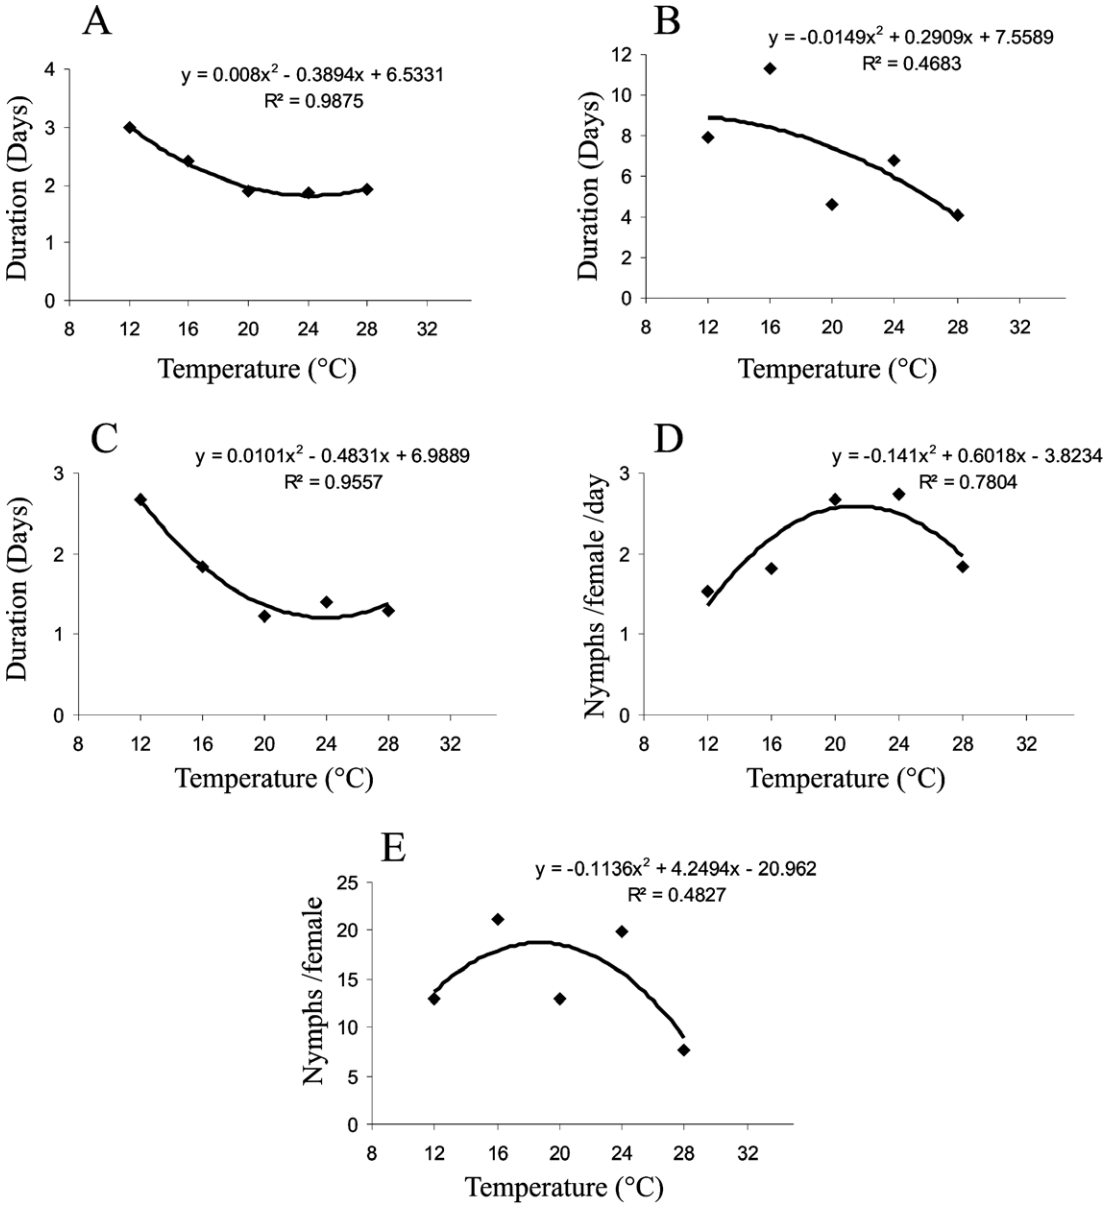 A
y = 0.008x² - 0.3894x + 6.5331
R² = 0.9875
Duration (Days)
4
3
2
1
0
8 12 16 20 24 28 32
Temperature (°C)
B
y = -0.0149x² + 0.2909x + 7.5589
R² = 0.4683
Duration (Days)
12
10
8
6
4
2
0
8 12 16 20 24 28 32
Temperature (°C)
C
y = 0.0101x² - 0.4831x + 6.9889
R² = 0.9557
Duration (Days)
3
2
1
0
8 12 16 20 24 28 32
Temperature (°C)
D
y = -0.141x² + 0.6018x - 3.8234
R² = 0.7804
Nymphs /female /day
3
2
1
0
8 12 16 20 24 28 32
Temperature (°C)
E
y = -0.1136x² + 4.2494x - 20.962
R² = 0.4827
Nymphs /female
25
20
15
10
5
0
8 12 16 20 24 28 32
Temperature (°C)